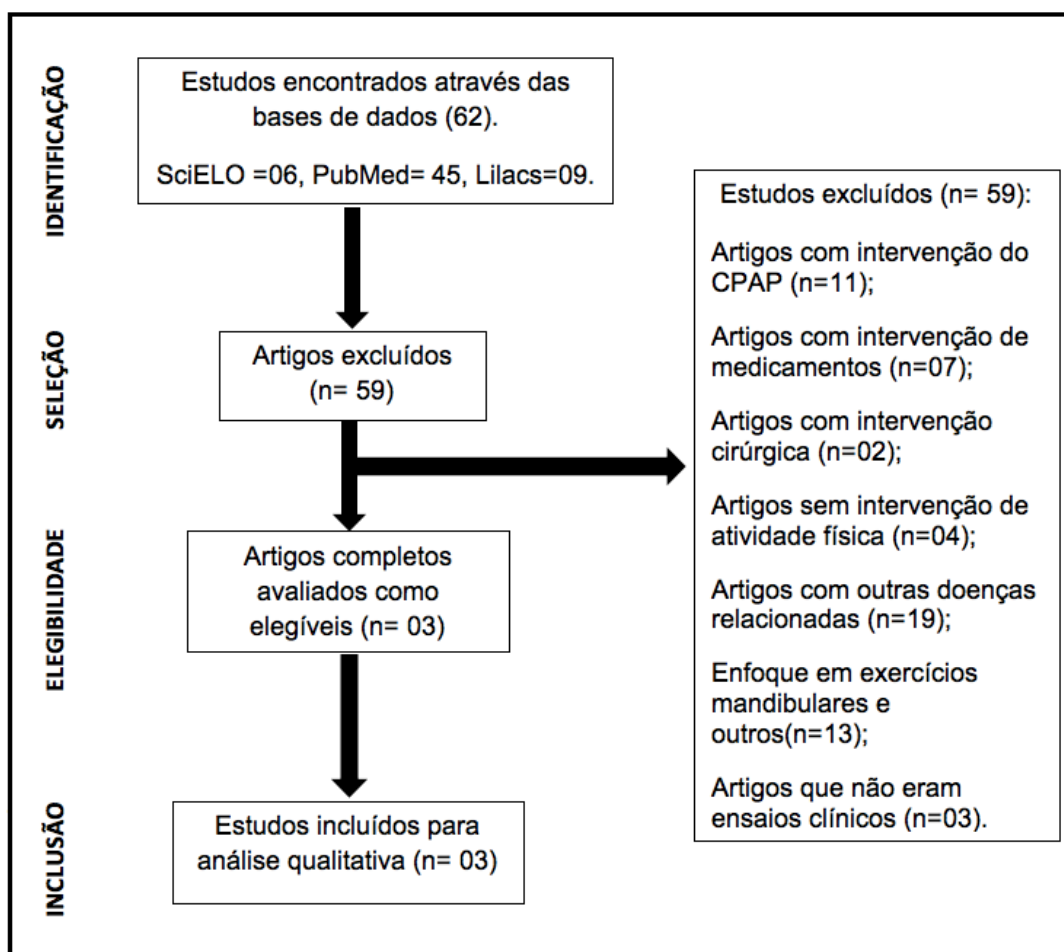 IDENTIFICAÇÃO
Estudos encontrados através das
bases de dados (62).
SciELO =06, PubMed= 45, Lilacs=09.
SELEÇÃO
Artigos excluídos
(n= 59)
ELEGIBILIDADE
Artigos completos
avaliados como
elegíveis (n= 03)
INCLUSÃO
Estudos incluídos para
análise qualitativa (n= 03)
Estudos excluídos (n= 59):
Artigos com intervenção do
CPAP (n=11);
Artigos com intervenção de
medicamentos (n=07);
Artigos com intervenção
cirúrgica (n=02);
Artigos sem intervenção de
atividade física (n=04);
Artigos com outras doenças
relacionadas (n=19);
Enfoque em exercícios
mandibulares e
outros(n=13);
Artigos que não eram
ensaios clínicos (n=03).